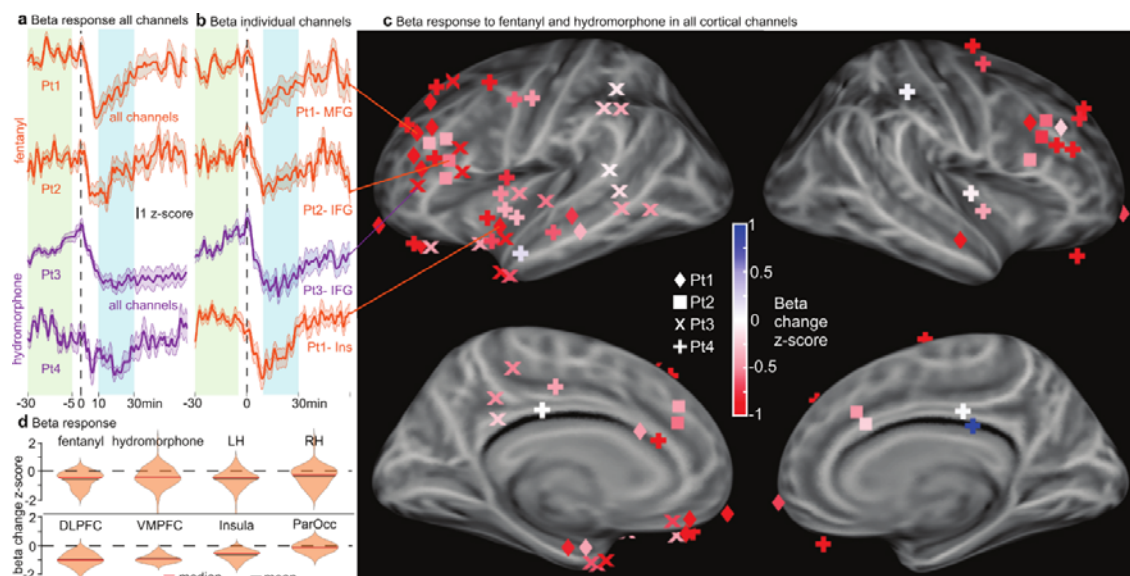 a Beta response all channels
b Beta individual channels
c Beta response to fentanyl and hydromorphone in all cortical channels
fentanyl
hydromorphone
Pt1
all channels
Pt2
1 z-score
Pt3
all channels
Pt4
-30
-5 0 10
30min
Pt1- MFG
Pt2- IFG
Pt3- IFG
Pt1- Ins
-30
0
30min
Pt1
Pt2
Pt3
Pt4
1
0.5
0
-0.5
-1
Beta
change
z-score
d Beta response
beta change z-score
fentanyl
hydromorphone
LH
RH
2
0
-2
DLPFC
VMPFC
Insula
ParOcc
2
0
-2